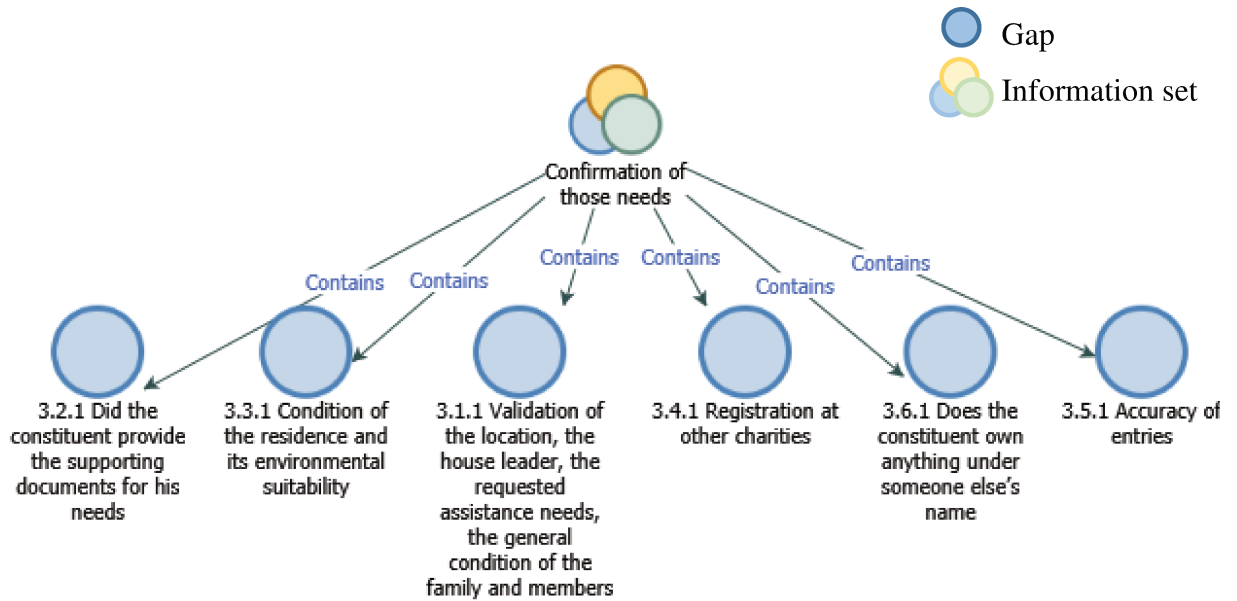 Gap
Information set
Confirmation of
those needs
Contains
Contains
Contains
Contains
Contains
Contains
3.2.1 Did the
constituent provide
the supporting
documents for his
needs
3.3.1 Condition of
the residence and
its environmental
suitability
3.1.1 Validation of
the location, the
house leader, the
requested
assistance needs,
the general
condition of the
family and members
3.4.1 Registration at
other charities
3.6.1 Does the
constituent own
anything under
someone else's
name
3.5.1 Accuracy of
entries